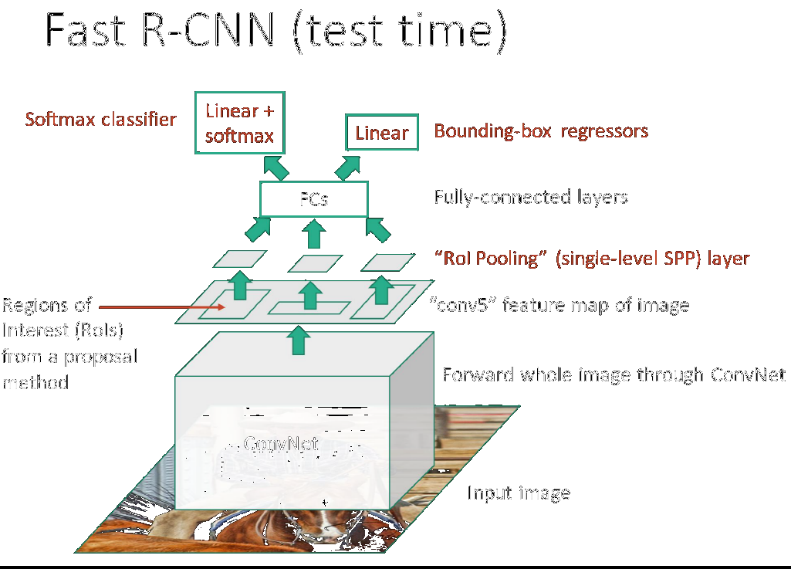 Fast R-CNN (test time)
Softmax classifier
Linear +
softmax
Linear
Bounding-box regressors
FCs
Fully-connected layers
"RoI Pooling" (single-level SPP) layer
Regions of
Interest (RoIs)
from a proposal
method
"conv5" feature map of image
Forward whole image through ConvNet
ConvNet
Input image